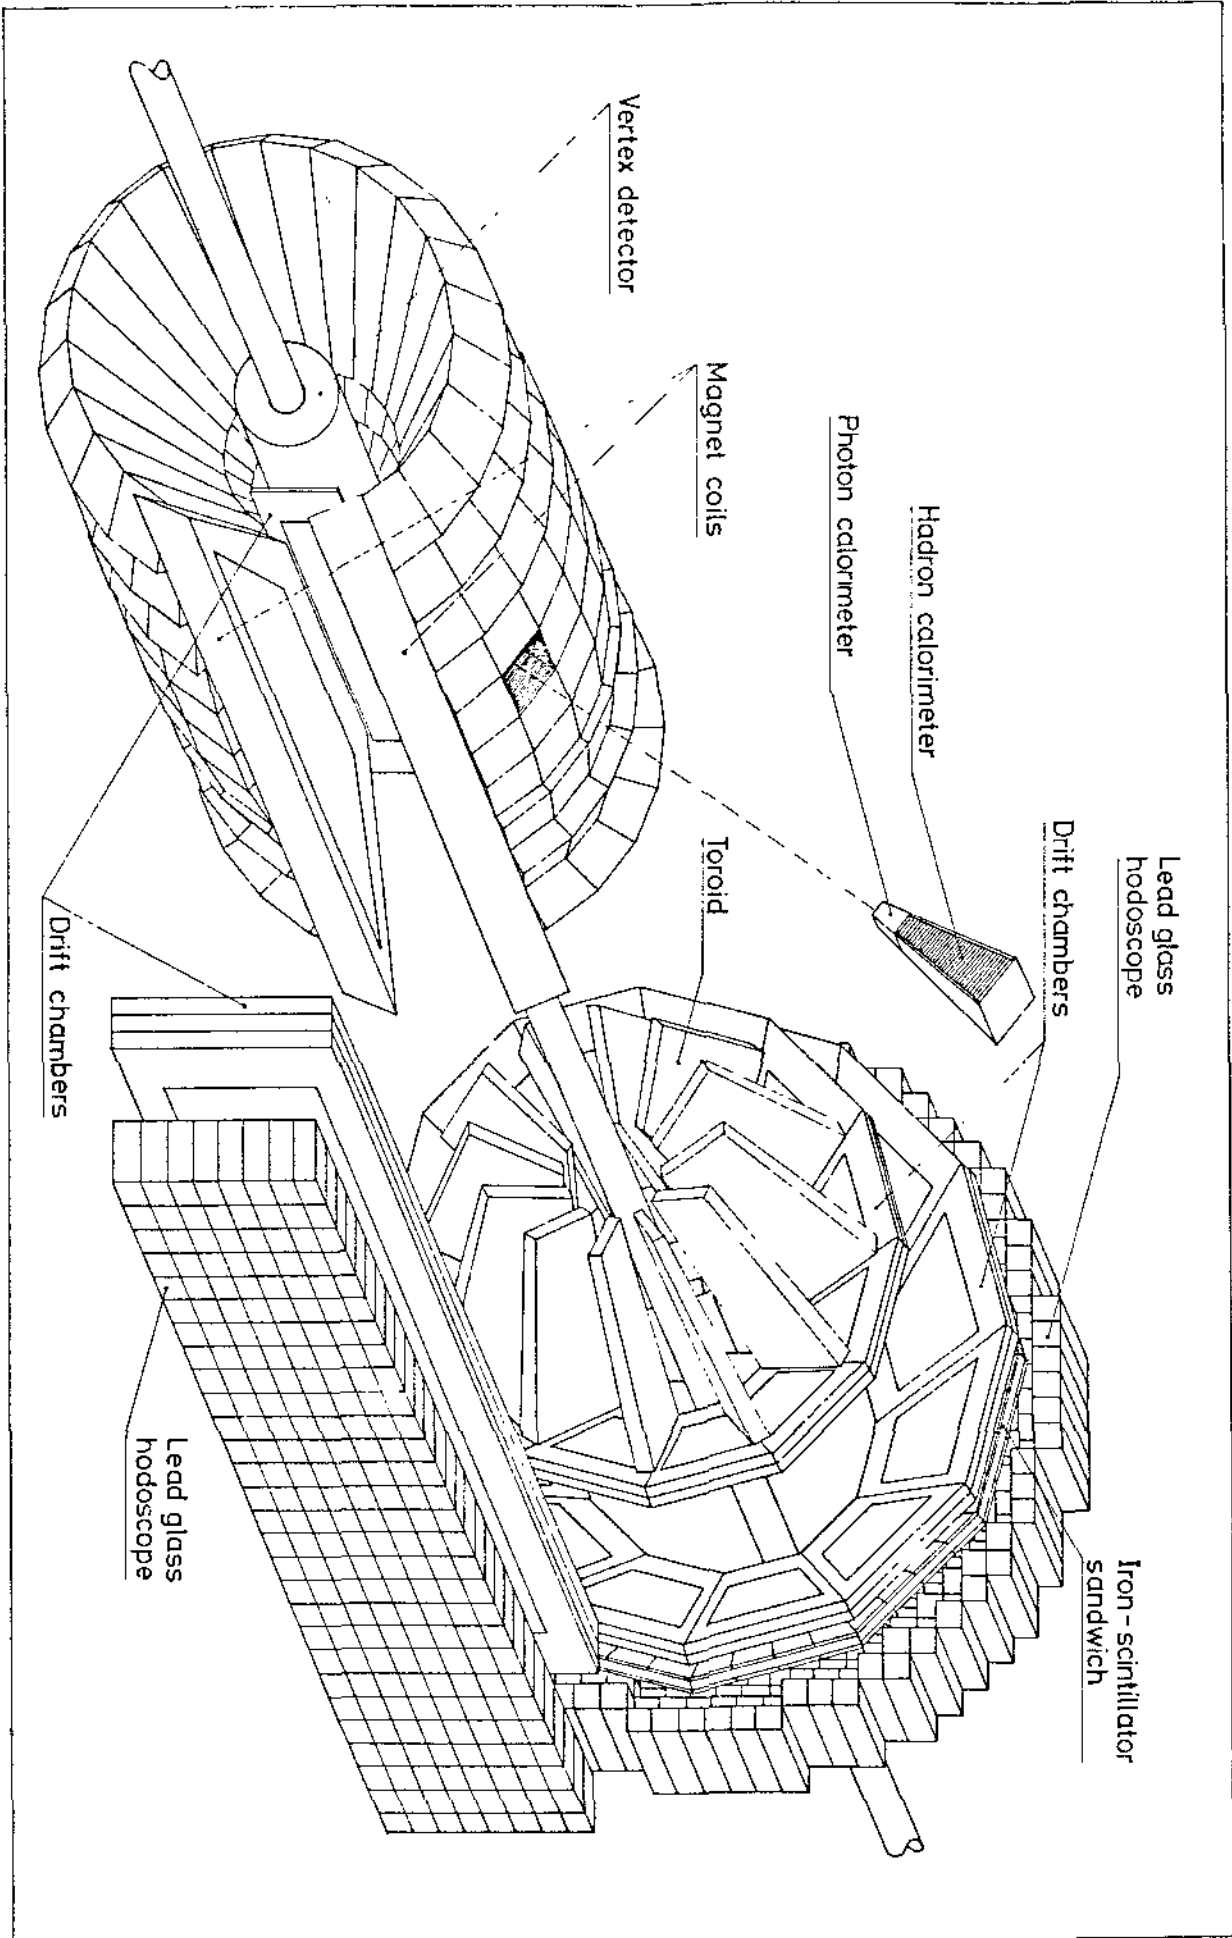 Lead glass
hodoscope
Drift chambers
Hadron calorimeter
Photon calorimeter
Magnet coils
Vertex detector
Toroid
Iron-scintillator
sandwich
Drift chambers
Lead glass
hodoscope